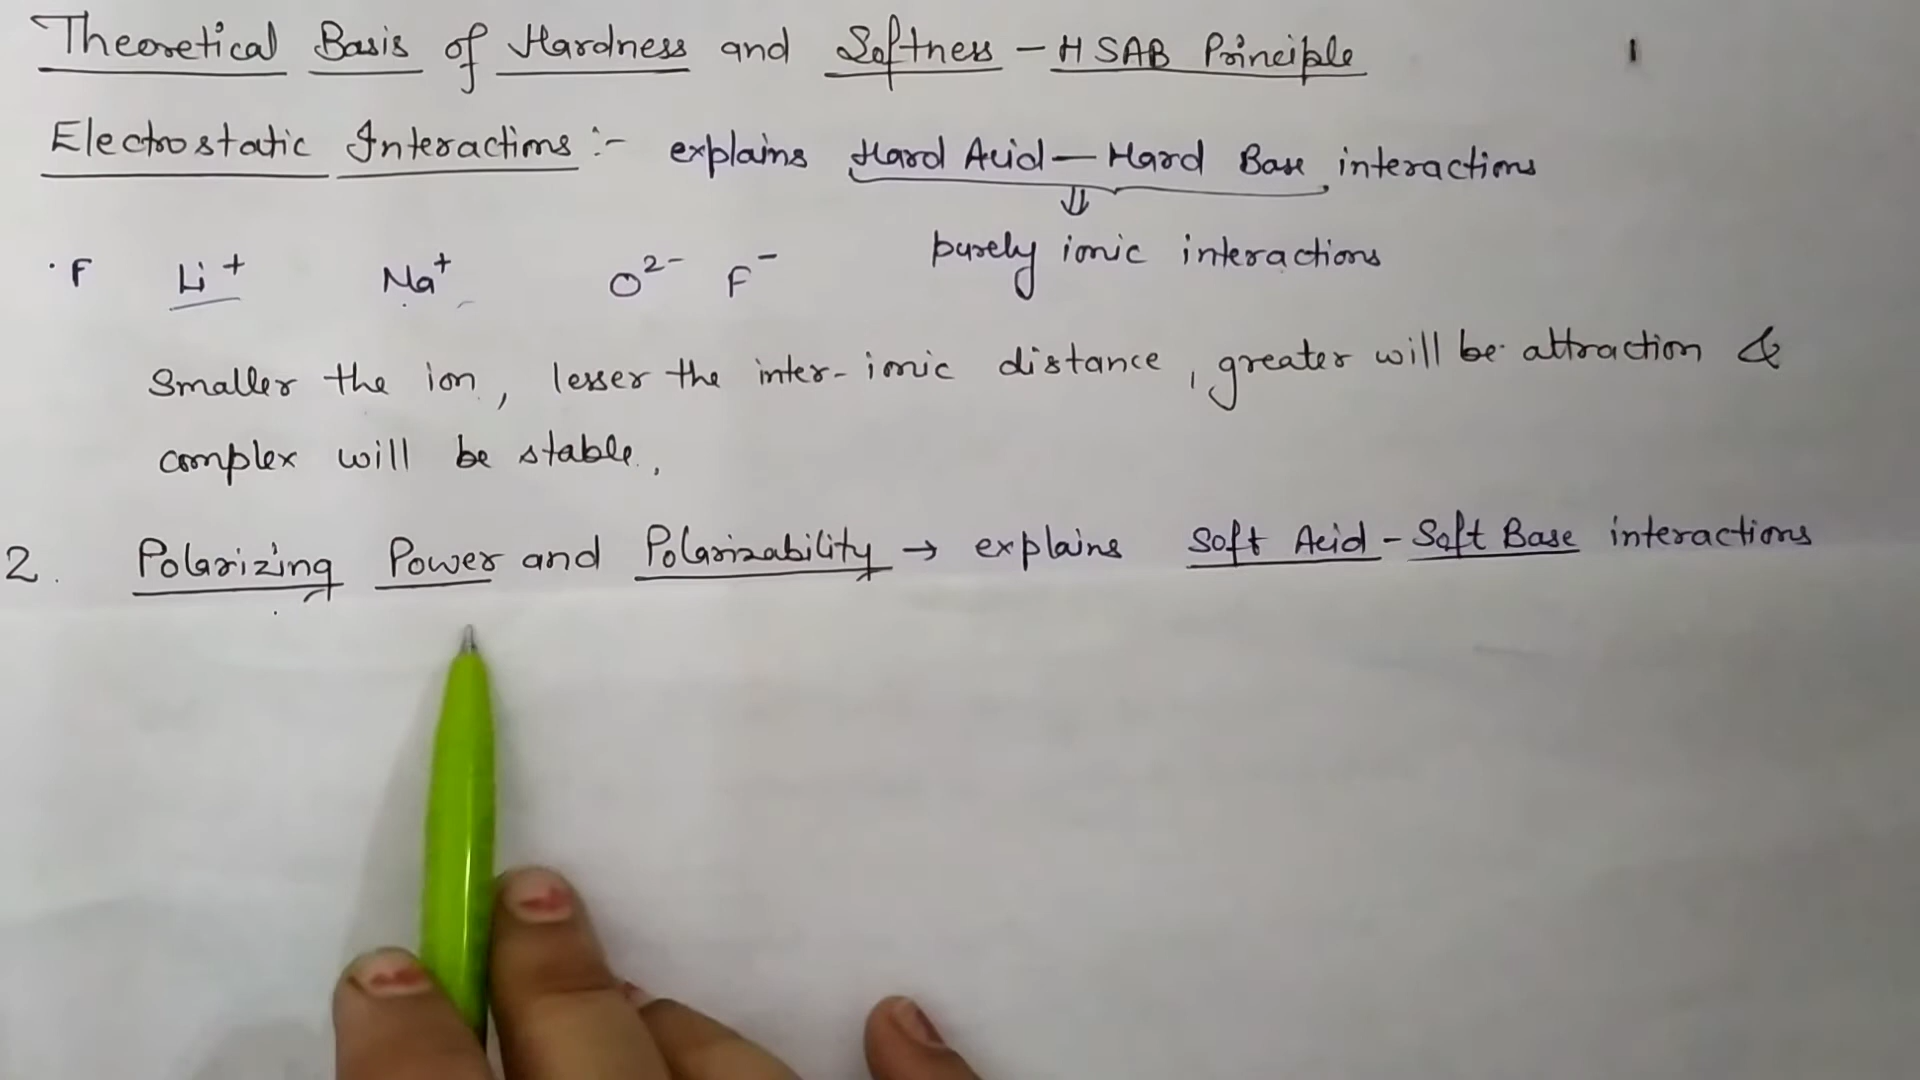 Theoretical Basis of Hardness and Softness - HSAB Principle
1
Electrostatic Interactions :- explains Hard Acid — Hard Base interactions
⇓
purely ionic interactions
· F Li⁺ Na⁺ O²⁻ F⁻
Smaller the ion, lesser the inter-ionic distance, greater will be attraction &
complex will be stable.
2. Polarizing Power and Polarizability → explains Soft Acid - Soft Base interactions